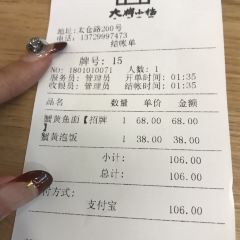 大牌小档
地址:太仓路200号
电话:13729997473
结帐单
牌号: 15
NO: 1801010071 人数: 1
服务员: 管理员 开单时间: 01:35
收银员: 管理员 结帐时间: 01:35
品名 数量 单价 金额
蟹黄鱼面【招牌】 1 68.00 68.00
蟹黄泡饭 1 38.00 38.00
小计: 106.00
总计: 106.00
付方式:
支付宝 106.00